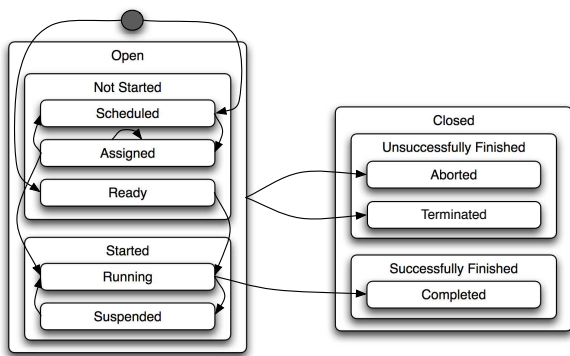 Open
Not Started
Scheduled
Assigned
Ready
Started
Running
Suspended
Closed
Unsuccessfully Finished
Aborted
Terminated
Successfully Finished
Completed